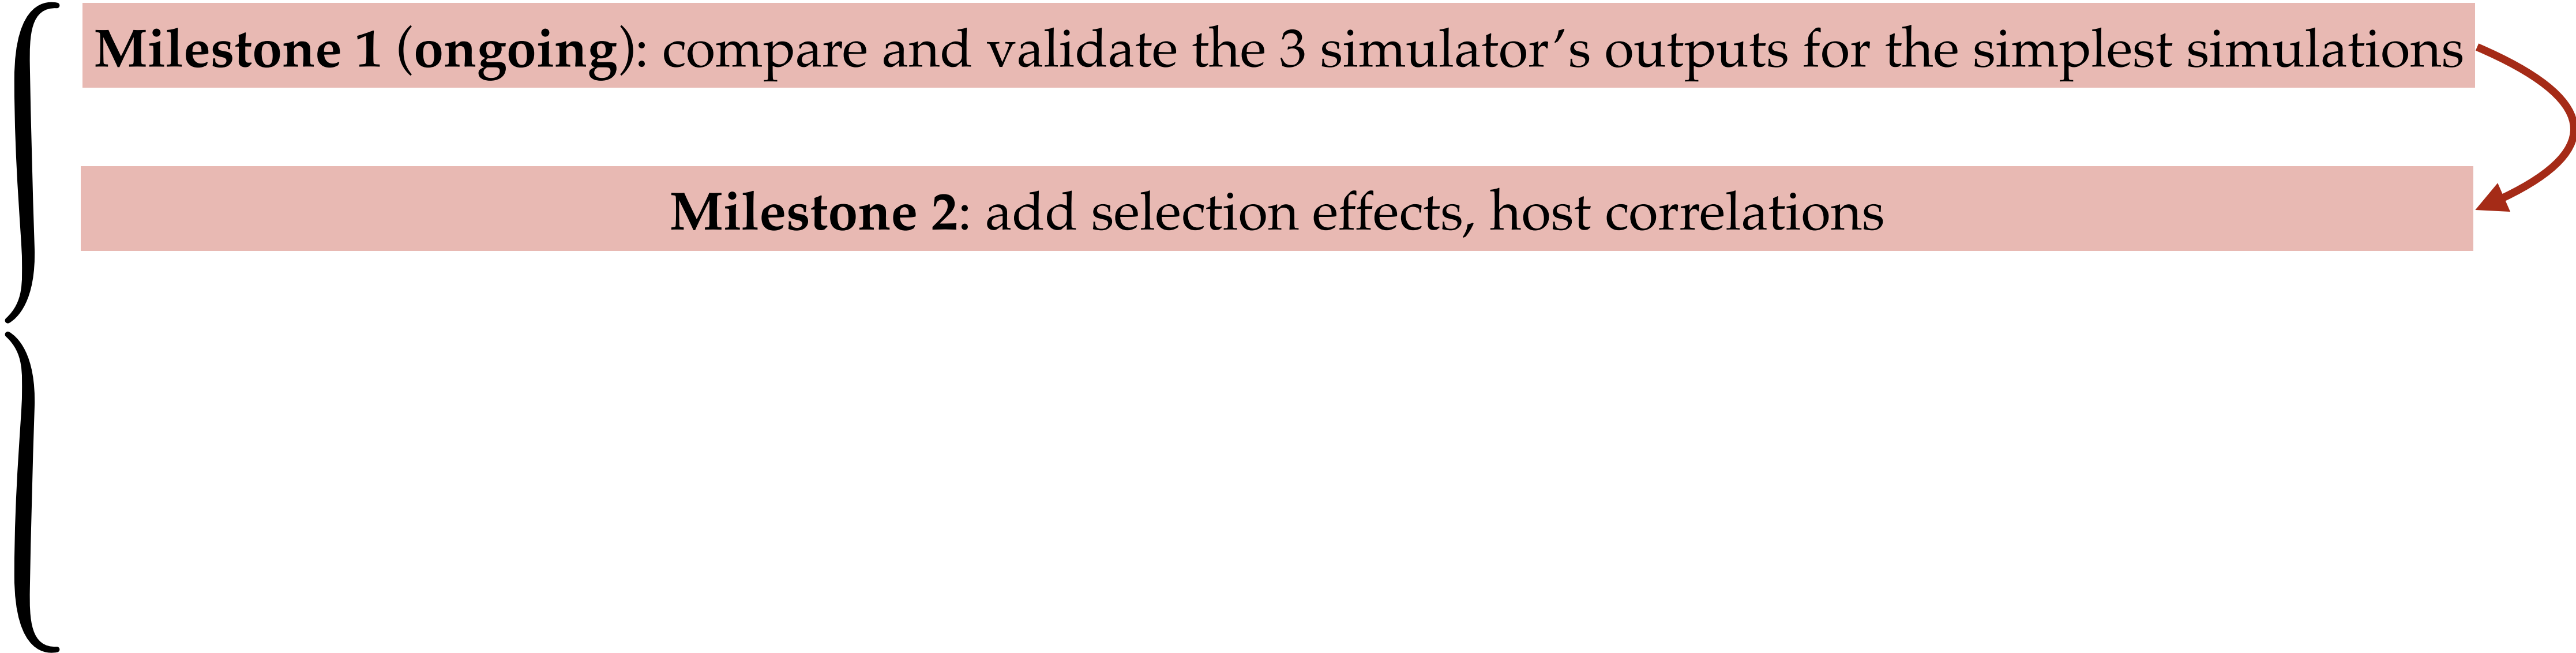 Milestone 1 (ongoing): compare and validate the 3 simulator’s outputs for the simplest simulations
Milestone 2: add selection effects, host correlations